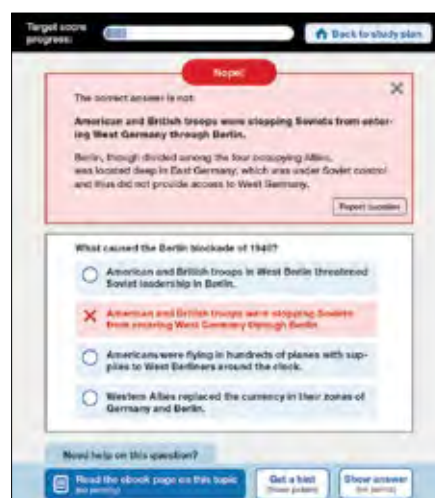 Target score
progress:
Back to study plan
Nope!
The correct answer is not:
American and British troops were stopping Soviets from enter-
ing West Germany through Berlin.
Berlin, though divided among the four occupying Allies,
was located deep in East Germany, which was under Soviet control
and thus did not provide access to West Germany.
Report question
What caused the Berlin blockade of 1948?
American and British troops in West Berlin threatened
Soviet leadership in Berlin.
American and British troops were stopping Soviets
from entering West Germany through Berlin.
Americans were flying in hundreds of planes with sup-
plies to West Berliners around the clock.
Western Allies replaced the currency in their zones of
Germany and Berlin.
Need help on this question?
Read the ebook page on this topic
(no penalty)
Get a hint
Show answer
(no points)